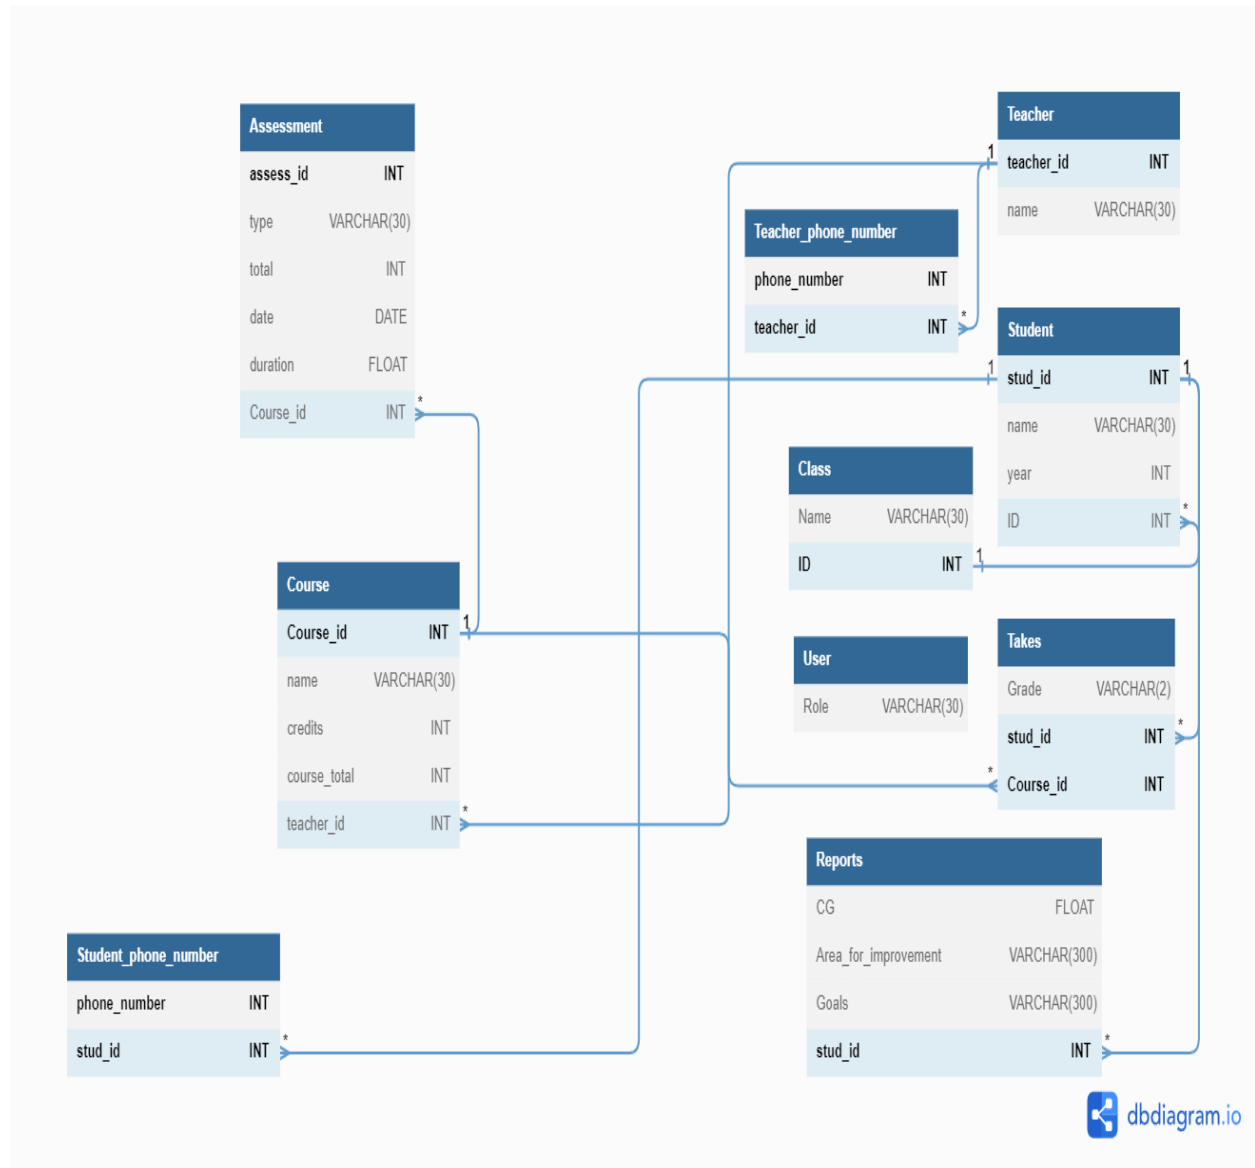 Assessment
assess_id INT
type VARCHAR(30)
total INT
date DATE
duration FLOAT
Course_id INT
*
Teacher
1
teacher_id INT
name VARCHAR(30)
Teacher_phone_number
phone_number INT
teacher_id INT
*
Student
1
stud_id INT
1
name VARCHAR(30)
year INT
ID INT
*
Class
Name VARCHAR(30)
ID INT
1
Course
Course_id INT
1
name VARCHAR(30)
credits INT
course_total INT
teacher_id INT
*
User
Role VARCHAR(30)
Takes
Grade VARCHAR(2)
stud_id INT
*
*
Course_id INT
Reports
CG FLOAT
Area_for_improvement VARCHAR(300)
Goals VARCHAR(300)
stud_id INT
*
Student_phone_number
phone_number INT
stud_id INT
*
dbdiagram.io